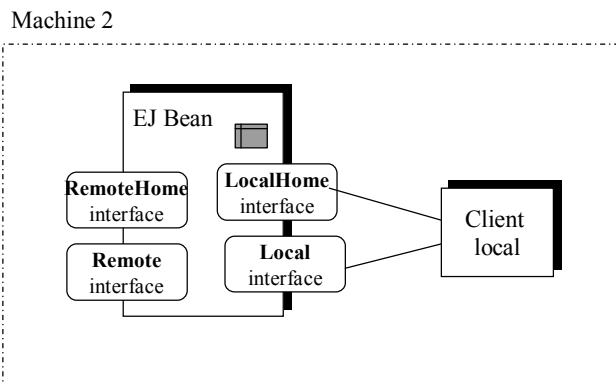 Machine 2
EJ Bean
RemoteHome
interface
Remote
interface
LocalHome
interface
Local
interface
Client
local